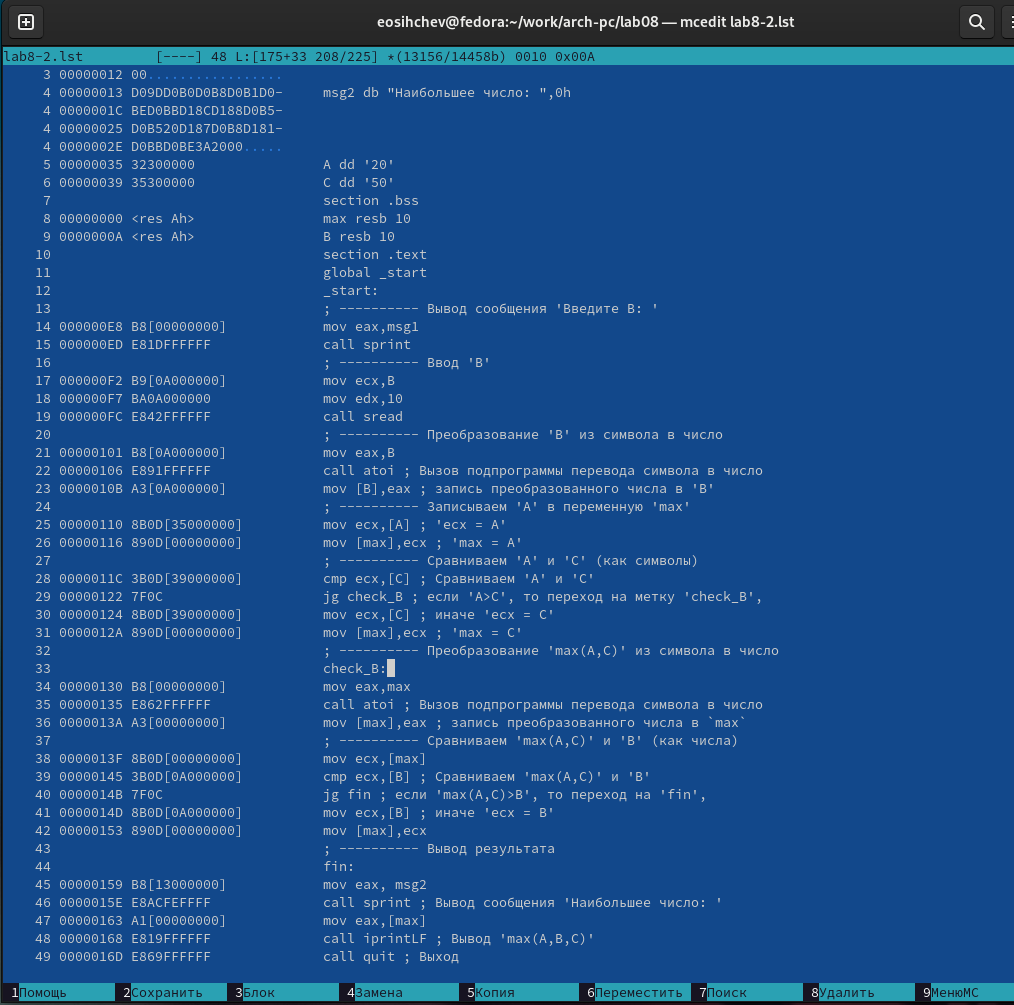 eosihchev@fedora:~/work/arch-pc/lab08 — mcedit lab8-2.lst
lab8-2.lst         [----] 48 L:[175+33 208/225] *(13156/14458b) 0010 0x00A
3 00000012 00.................
4 00000013 D09DD0B0D0B8D0B1D0-     msg2 db "Наибольшее число: ",0h
4 0000001C BED0BBD18CD188D0B5-
4 00000025 D0B520D187D0B8D181-
4 0000002E D0BBD0BE3A2000.....
5 00000035 32300000                A dd '20'
6 00000039 35300000                C dd '50'
7                                  section .bss
8 00000000 <res Ah>                max resb 10
9 0000000A <res Ah>                B resb 10
10                                  section .text
11                                  global _start
12                                  _start:
13                                  ; ---------- Вывод сообщения 'Введите B: '
14 000000E8 B8[00000000]            mov eax,msg1
15 000000ED E81DFFFFFF              call sprint
16                                  ; ---------- Ввод 'B'
17 000000F2 B9[0A000000]            mov ecx,B
18 000000F7 BA0A000000              mov edx,10
19 000000FC E842FFFFFF              call sread
20                                  ; ---------- Преобразование 'B' из символа в число
21 00000101 B8[0A000000]            mov eax,B
22 00000106 E891FFFFFF              call atoi ; Вызов подпрограммы перевода символа в число
23 0000010B A3[0A000000]            mov [B],eax ; запись преобразованного числа в 'B'
24                                  ; ---------- Записываем 'A' в переменную 'max'
25 00000110 8B0D[35000000]          mov ecx,[A] ; 'ecx = A'
26 00000116 890D[00000000]          mov [max],ecx ; 'max = A'
27                                  ; ---------- Сравниваем 'A' и 'C' (как символы)
28 0000011C 3B0D[39000000]          cmp ecx,[C] ; Сравниваем 'A' и 'C'
29 00000122 7F0C                    jg check_B ; если 'A>C', то переход на метку 'check_B',
30 00000124 8B0D[39000000]          mov ecx,[C] ; иначе 'ecx = C'
31 0000012A 890D[00000000]          mov [max],ecx ; 'max = C'
32                                  ; ---------- Преобразование 'max(A,C)' из символа в число
33                                  check_B:
34 00000130 B8[00000000]            mov eax,max
35 00000135 E862FFFFFF              call atoi ; Вызов подпрограммы перевода символа в число
36 0000013A A3[00000000]            mov [max],eax ; запись преобразованного числа в `max`
37                                  ; ---------- Сравниваем 'max(A,C)' и 'B' (как числа)
38 0000013F 8B0D[00000000]          mov ecx,[max]
39 00000145 3B0D[0A000000]          cmp ecx,[B] ; Сравниваем 'max(A,C)' и 'B'
40 0000014B 7F0C                    jg fin ; если 'max(A,C)>B', то переход на 'fin',
41 0000014D 8B0D[0A000000]          mov ecx,[B] ; иначе 'ecx = B'
42 00000153 890D[00000000]          mov [max],ecx
43                                  ; ---------- Вывод результата
44                                  fin:
45 00000159 B8[13000000]            mov eax, msg2
46 0000015E E8ACFEFFFF              call sprint ; Вывод сообщения 'Наибольшее число: '
47 00000163 A1[00000000]            mov eax,[max]
48 00000168 E819FFFFFF              call iprintLF ; Вывод 'max(A,B,C)'
49 0000016D E869FFFFFF              call quit ; Выход
1Помощь 2Сохранить 3Блок 4Замена 5Копия 6Переместить 7Поиск 8Удалить 9МенюMC